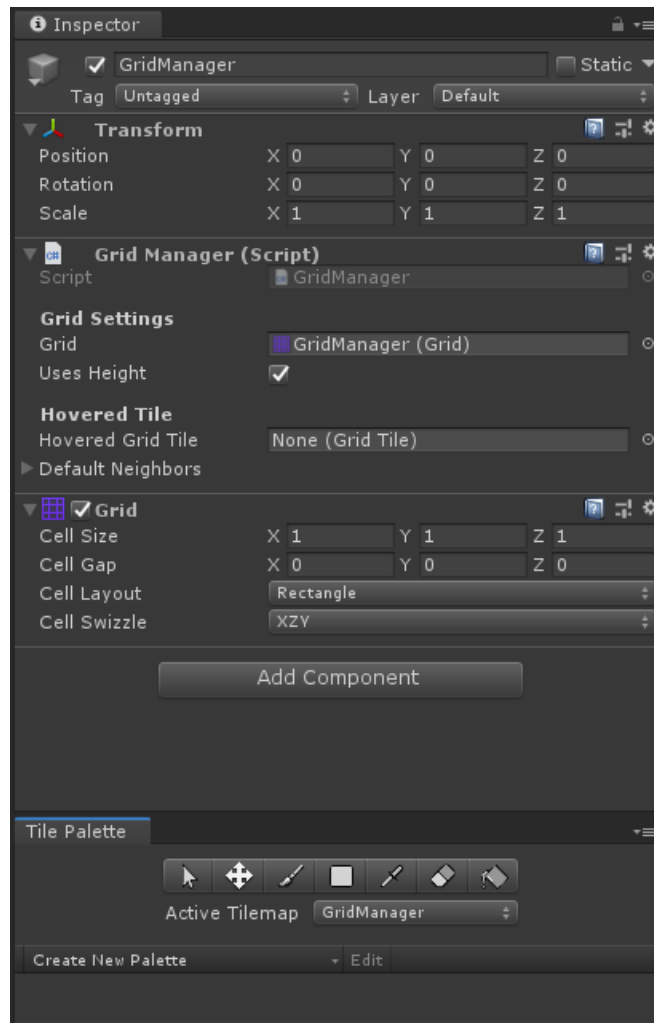 Inspector
GridManager Static
Tag Untagged Layer Default
Transform
Position X 0 Y 0 Z 0
Rotation X 0 Y 0 Z 0
Scale X 1 Y 1 Z 1
Grid Manager (Script)
Script GridManager
Grid Settings
Grid GridManager (Grid)
Uses Height
Hovered Tile
Hovered Grid Tile None (Grid Tile)
Default Neighbors
Grid
Cell Size X 1 Y 1 Z 1
Cell Gap X 0 Y 0 Z 0
Cell Layout Rectangle
Cell Swizzle XZY
Add Component
Tile Palette
Active Tilemap GridManager
Create New Palette Edit